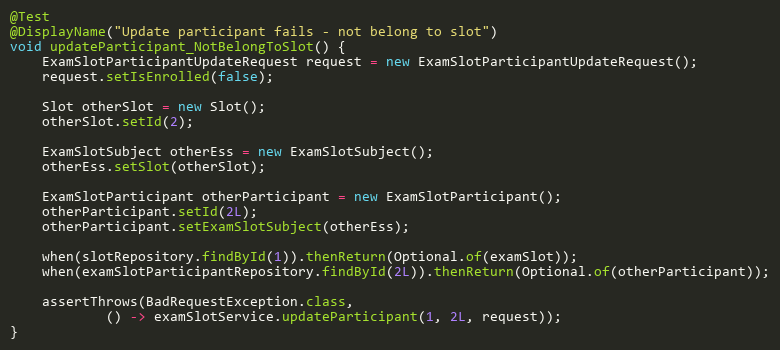 @Test
@DisplayName("Update participant fails - not belong to slot")
void updateParticipant_NotBelongToSlot() {
    ExamSlotParticipantUpdateRequest request = new ExamSlotParticipantUpdateRequest();
    request.setIsEnrolled(false);

    Slot otherSlot = new Slot();
    otherSlot.setId(2);

    ExamSlotSubject otherEss = new ExamSlotSubject();
    otherEss.setSlot(otherSlot);

    ExamSlotParticipant otherParticipant = new ExamSlotParticipant();
    otherParticipant.setId(2L);
    otherParticipant.setExamSlotSubject(otherEss);

    when(slotRepository.findById(1)).thenReturn(Optional.of(examSlot));
    when(examSlotParticipantRepository.findById(2L)).thenReturn(Optional.of(otherParticipant));

    assertThrows(BadRequestException.class,
            () -> examSlotService.updateParticipant(1, 2L, request));
}